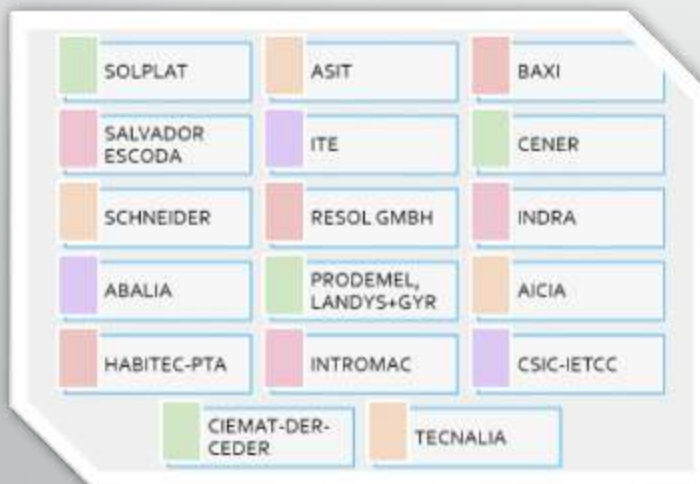 SOLPLAT
ASIT
BAXI
SALVADOR
ESCODA
ITE
CENER
SCHNEIDER
RESOL GMBH
INDRA
ABALIA
PRODEMEL,
LANDYS+GYR
AICIA
HABITEC-PTA
INTROMAC
CSIC-IETCC
CIEMAT-DER-
CEDER
TECNALIA